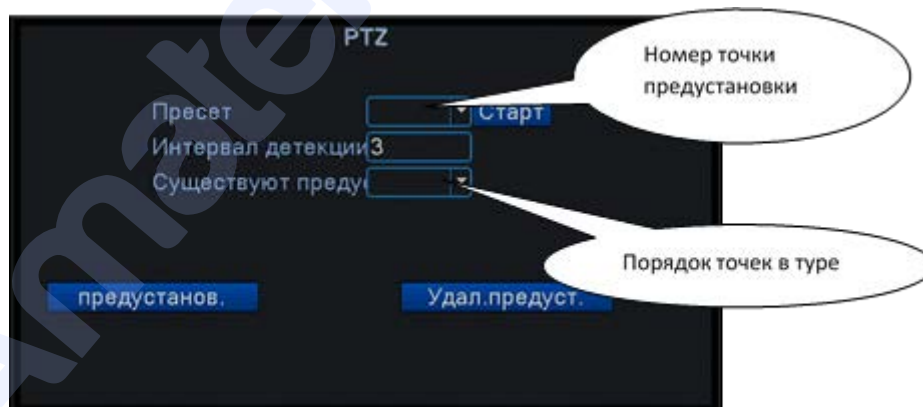 PTZ
Номер точки
предустановки
Пресет
Старт
Интервал детекции 3
Существуют преду
Порядок точек в туре
предустанов.
Удал.предуст.